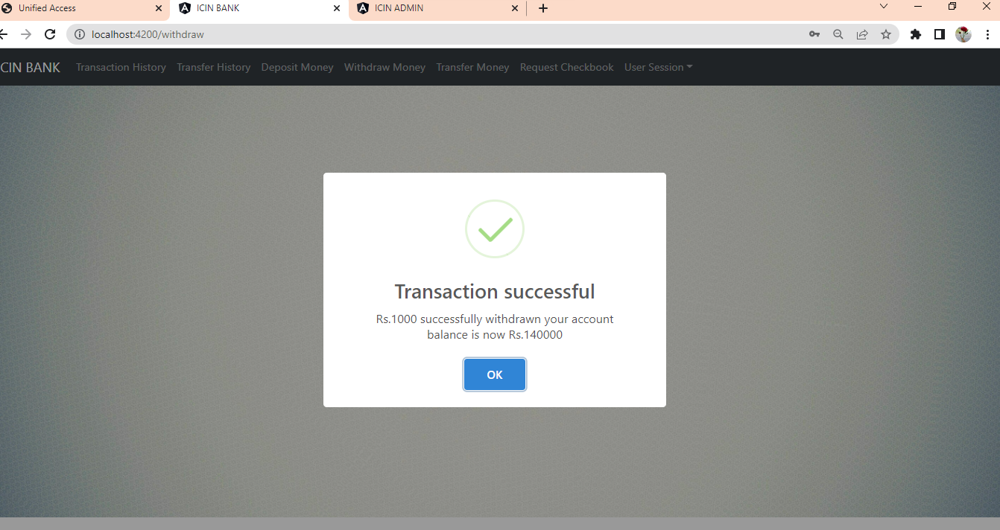 Unified Access
ICIN BANK
ICIN ADMIN
localhost:4200/withdraw
CIN BANK
Transaction History
Transfer History
Deposit Money
Withdraw Money
Transfer Money
Request Checkbook
User Session
Transaction successful
Rs.1000 successfully withdrawn your account
balance is now Rs.140000
OK